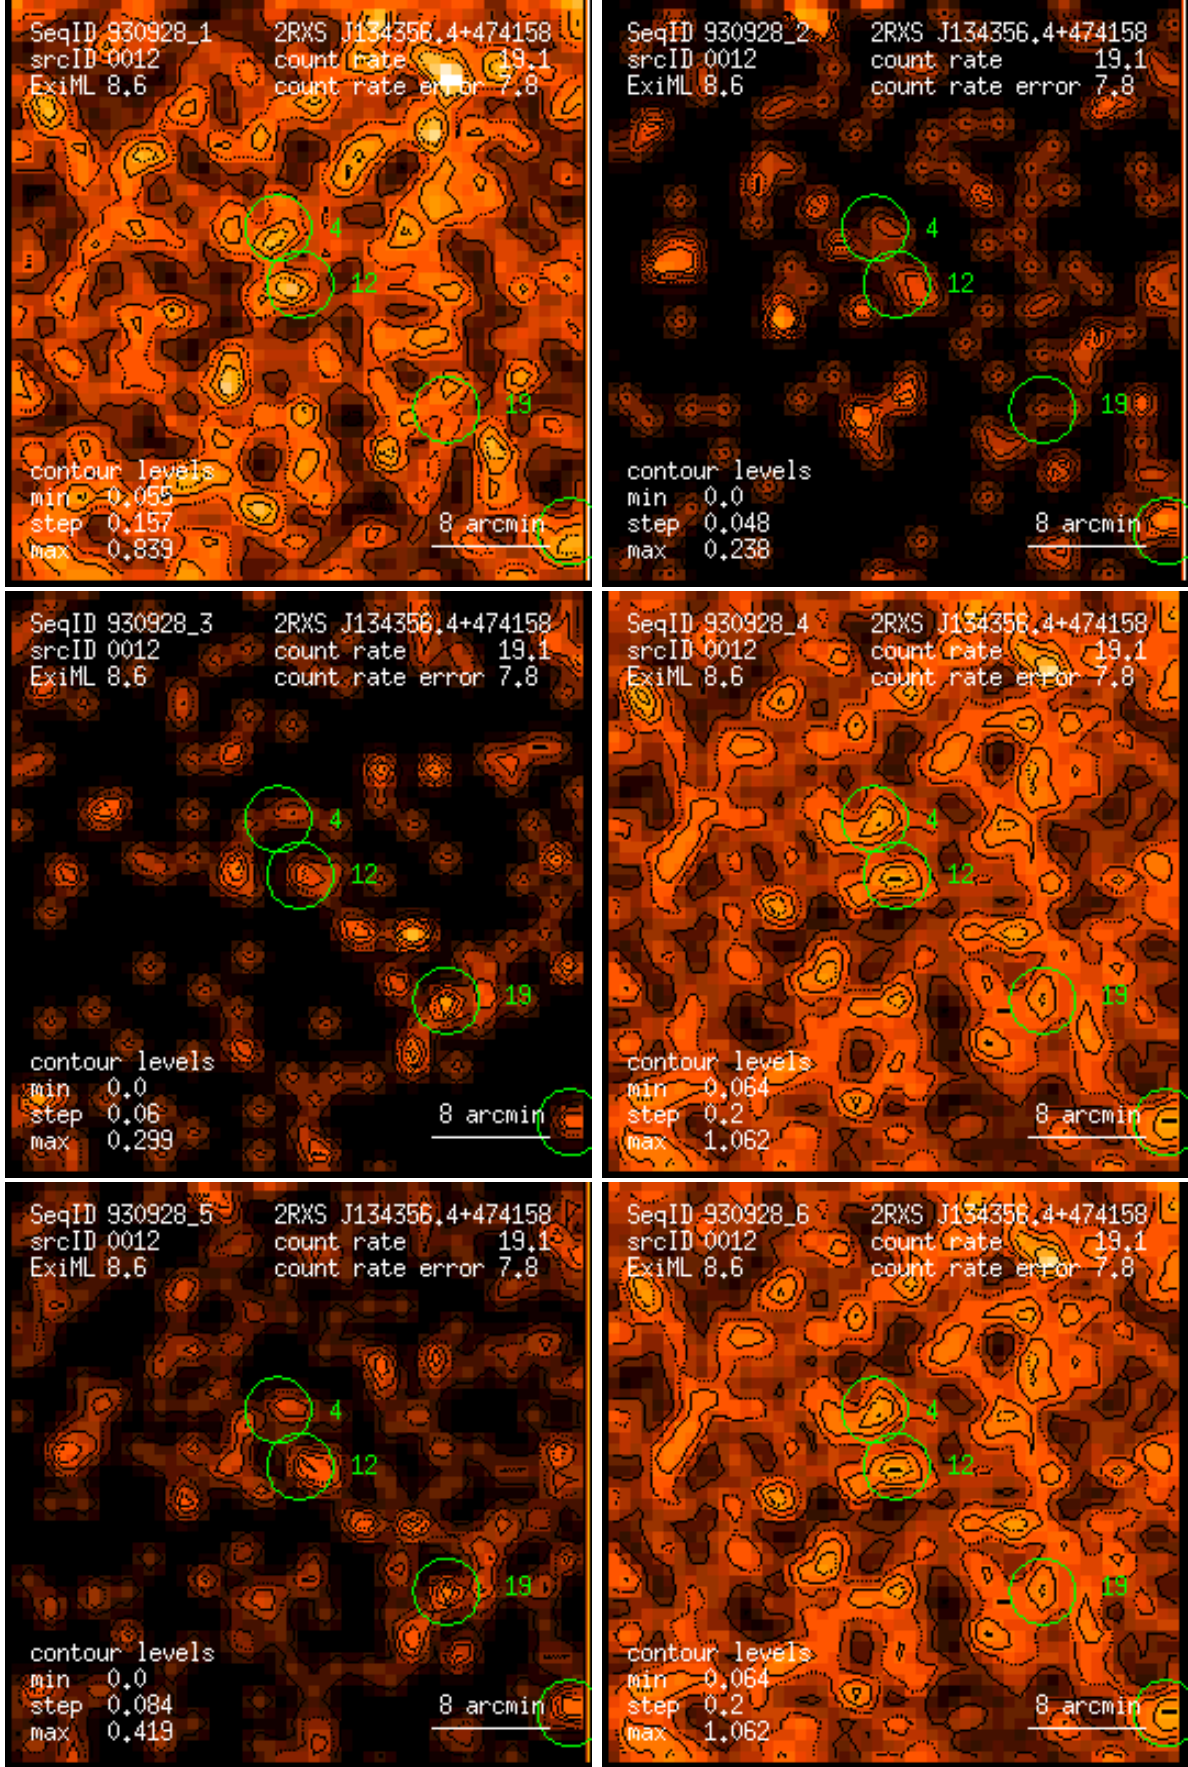 SeqID 930928_1 2RXS J134356.4+474158
srcID 0012 count rate 19.1
ExiML 8.6 count rate error 7.8
4
12
19
contour levels
min 0.055
step 0.157 8 arcmin
max 0.839
SeqID 930928_2 2RXS J134356.4+474158
srcID 0012 count rate 19.1
ExiML 8.6 count rate error 7.8
4
12
19
contour levels
min 0.0
step 0.048 8 arcmin
max 0.238
SeqID 930928_3 2RXS J134356.4+474158
srcID 0012 count rate 19.1
ExiML 8.6 count rate error 7.8
4
12
19
contour levels
min 0.0
step 0.06 8 arcmin
max 0.299
SeqID 930928_4 2RXS J134356.4+474158
srcID 0012 count rate 19.1
ExiML 8.6 count rate error 7.8
4
12
19
contour levels
min 0.064
step 0.2 8 arcmin
max 1.062
SeqID 930928_5 2RXS J134356.4+474158
srcID 0012 count rate 19.1
ExiML 8.6 count rate error 7.8
4
12
19
contour levels
min 0.0
step 0.084 8 arcmin
max 0.419
SeqID 930928_6 2RXS J134356.4+474158
srcID 0012 count rate 19.1
ExiML 8.6 count rate error 7.8
4
12
19
contour levels
min 0.064
step 0.2 8 arcmin
max 1.062